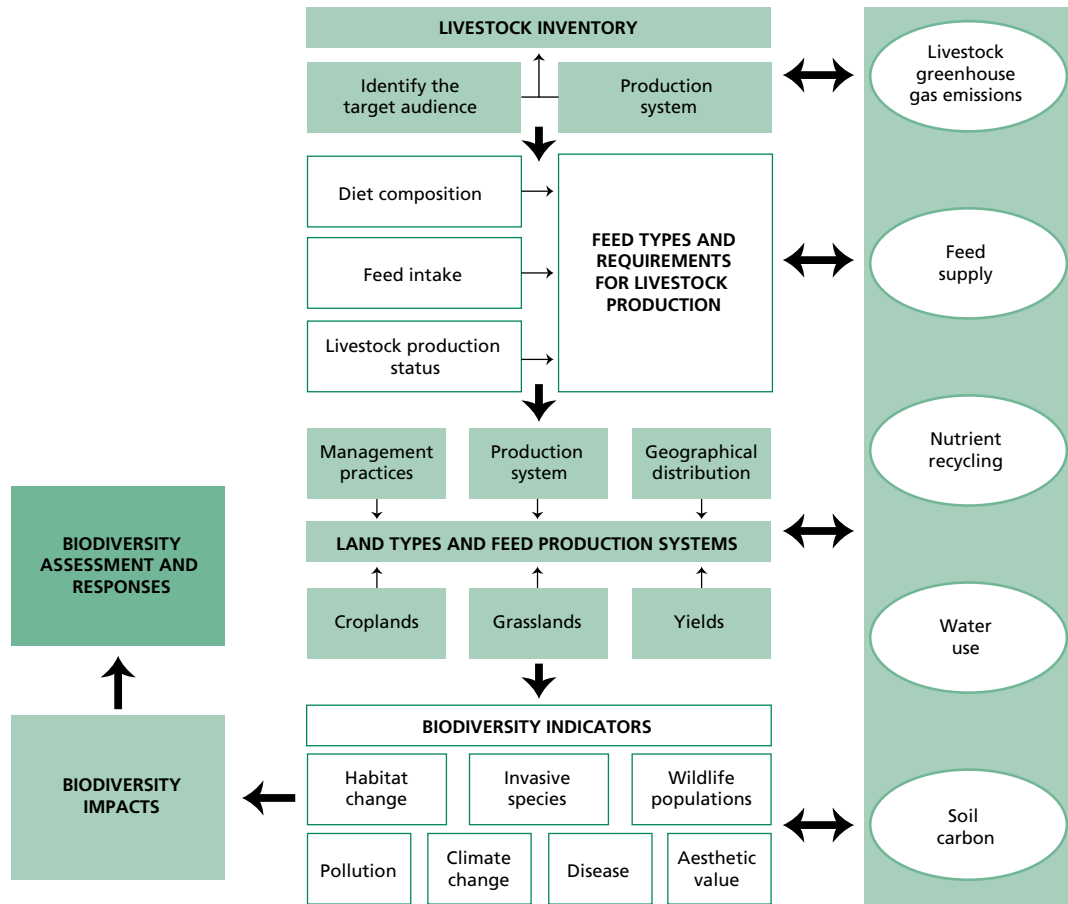 LIVESTOCK INVENTORY
Identify the
target audience
Production
system
Diet composition
Feed intake
Livestock production
status
FEED TYPES AND
REQUIREMENTS
FOR LIVESTOCK
PRODUCTION
Management
practices
Production
system
Geographical
distribution
LAND TYPES AND FEED PRODUCTION SYSTEMS
Croplands
Grasslands
Yields
BIODIVERSITY INDICATORS
Habitat
change
Invasive
species
Wildlife
populations
Pollution
Climate
change
Disease
Aesthetic
value
BIODIVERSITY
IMPACTS
BIODIVERSITY
ASSESSMENT AND
RESPONSES
Livestock
greenhouse
gas emissions
Feed
supply
Nutrient
recycling
Water
use
Soil
carbon